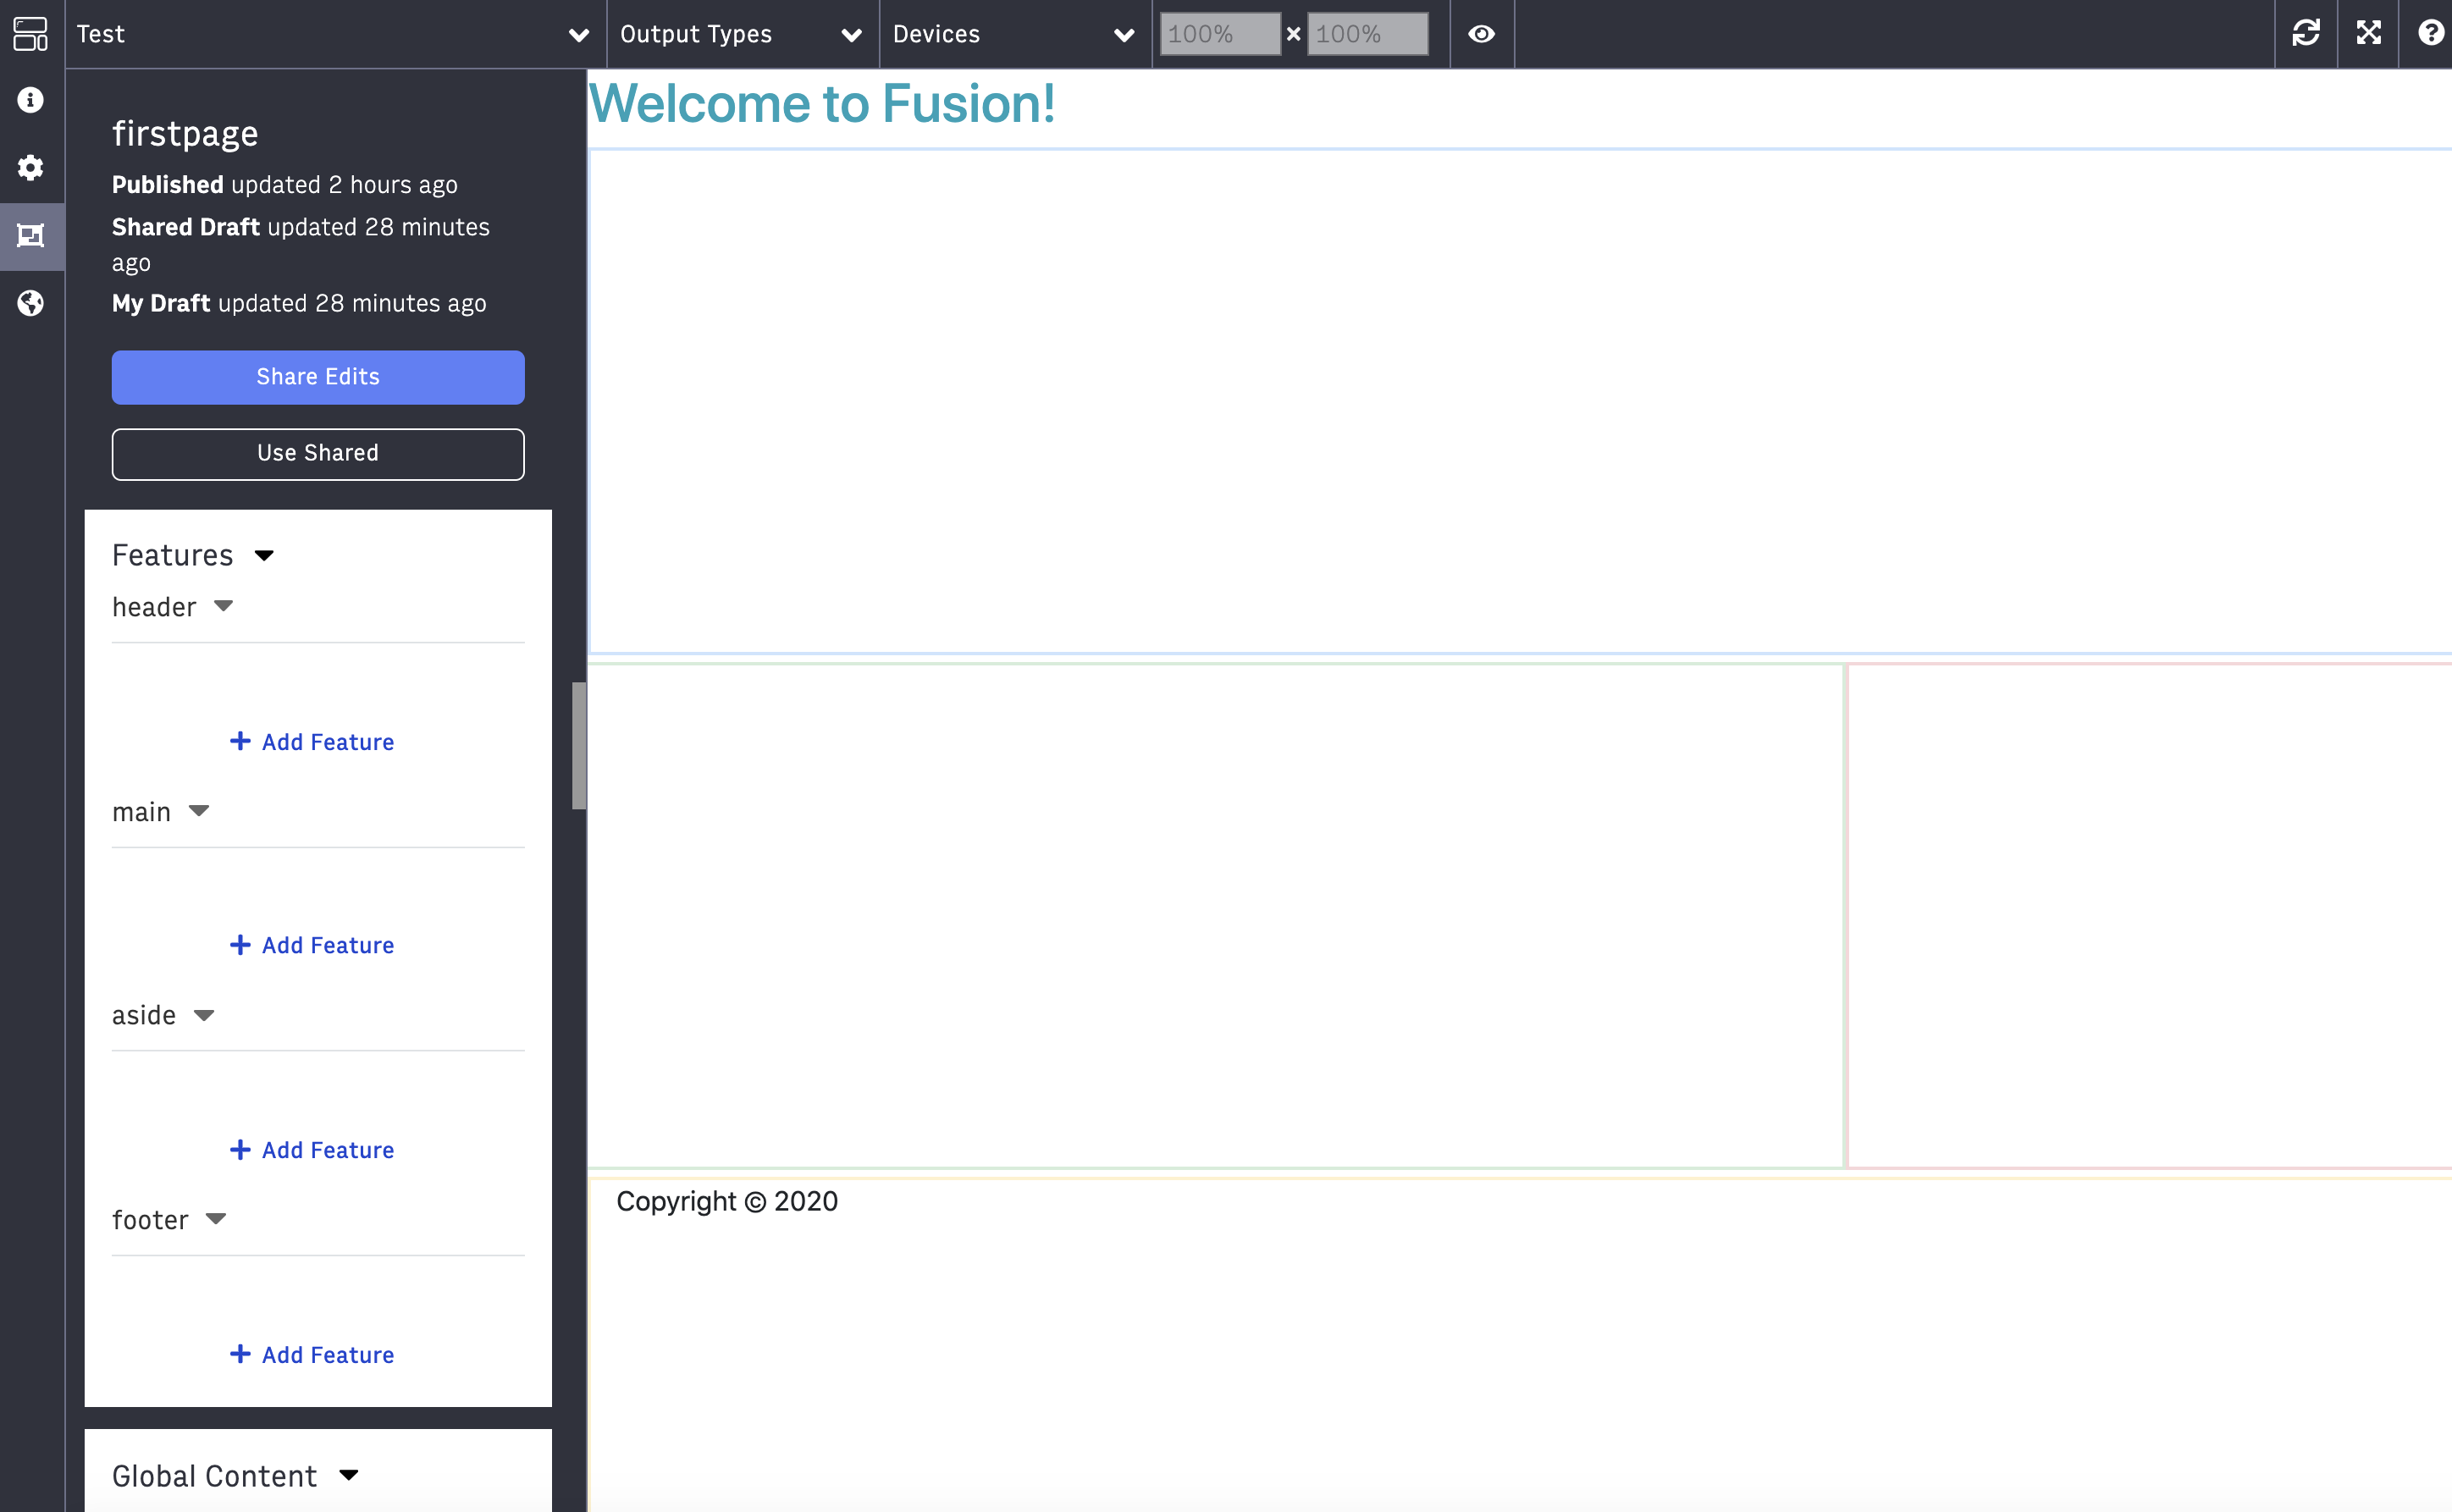 Test
Output Types
Devices
100% × 100%
firstpage
Published updated 2 hours ago
Shared Draft updated 28 minutes
ago
My Draft updated 28 minutes ago
Share Edits
Use Shared
Features
header
+ Add Feature
main
+ Add Feature
aside
+ Add Feature
footer
+ Add Feature
Global Content
Welcome to Fusion!
Copyright © 2020